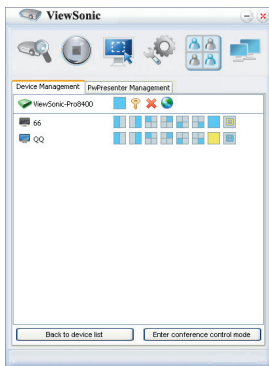 ViewSonic
Device Management PwPresenter Management
ViewSonic-Pro8400
66
QQ
Back to device list Enter conference control mode